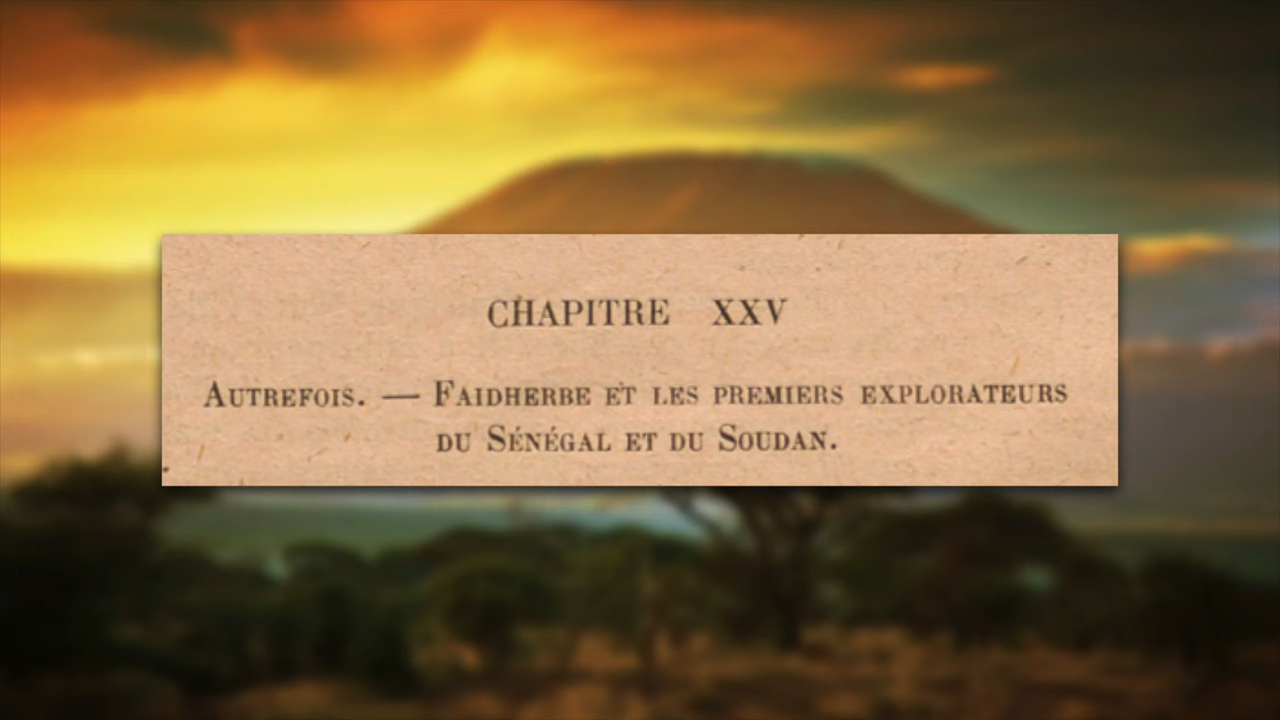 CHAPITRE XXV
AUTREFOIS. — FAIDHERBE ET LES PREMIERS EXPLORATEURS
DU SÉNÉGAL ET DU SOUDAN.